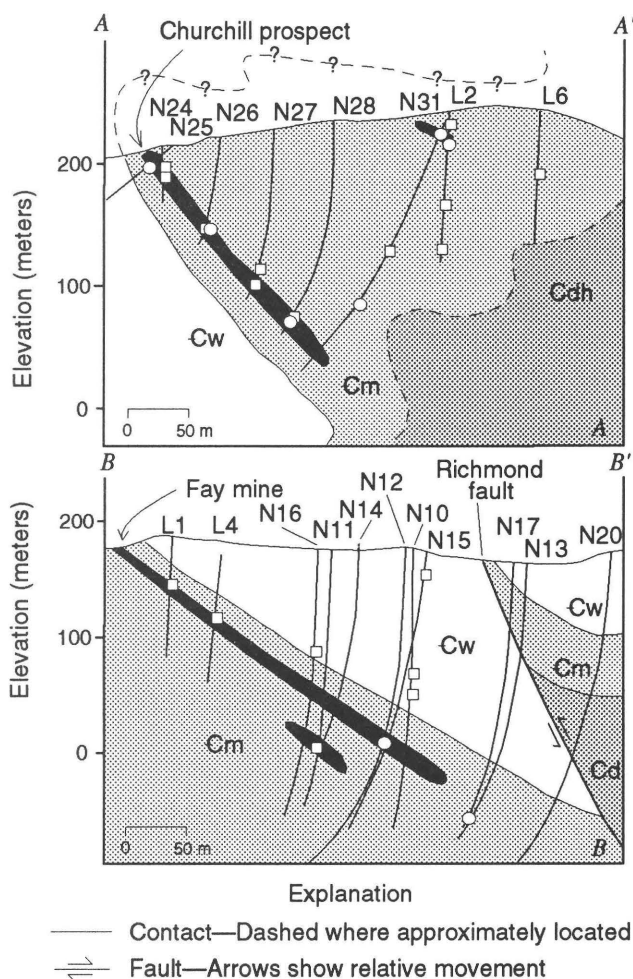 A A'
Churchill prospect
? ? ? ? ? ?
N24 N25 N26 N27 N28 N31 L2 L6
200
100
0
Elevation (meters)
Cw
Cm
Cdh
0 50 m
A
B B'
Fay mine
Richmond fault
L1 L4 N16 N11 N14 N12 N10 N15 N17 N13 N20
200
100
0
Elevation (meters)
Cw
Cm
Cw
Cm
Cd
0 50 m
B
Explanation
Contact—Dashed where approximately located
Fault—Arrows show relative movement